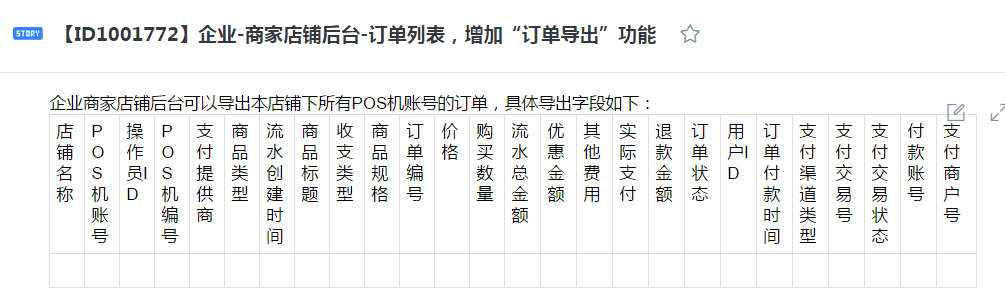 STORY 【ID1001772】企业-商家店铺后台-订单列表，增加“订单导出”功能
企业商家店铺后台可以导出本店铺下所有POS机账号的订单，具体导出字段如下：
店铺名称 POS机账号 操作员ID POS机编号 支付提供商 商品类型 流水创建时间 商品标题 收支类型 商品规格 订单编号 价格 购买数量 流水总金额 优惠金额 其他费用 实际支付 退款金额 订单状态 用户ID 订单付款时间 支付渠道类型 支付交易号 支付交易状态 付款账号 支付商户号